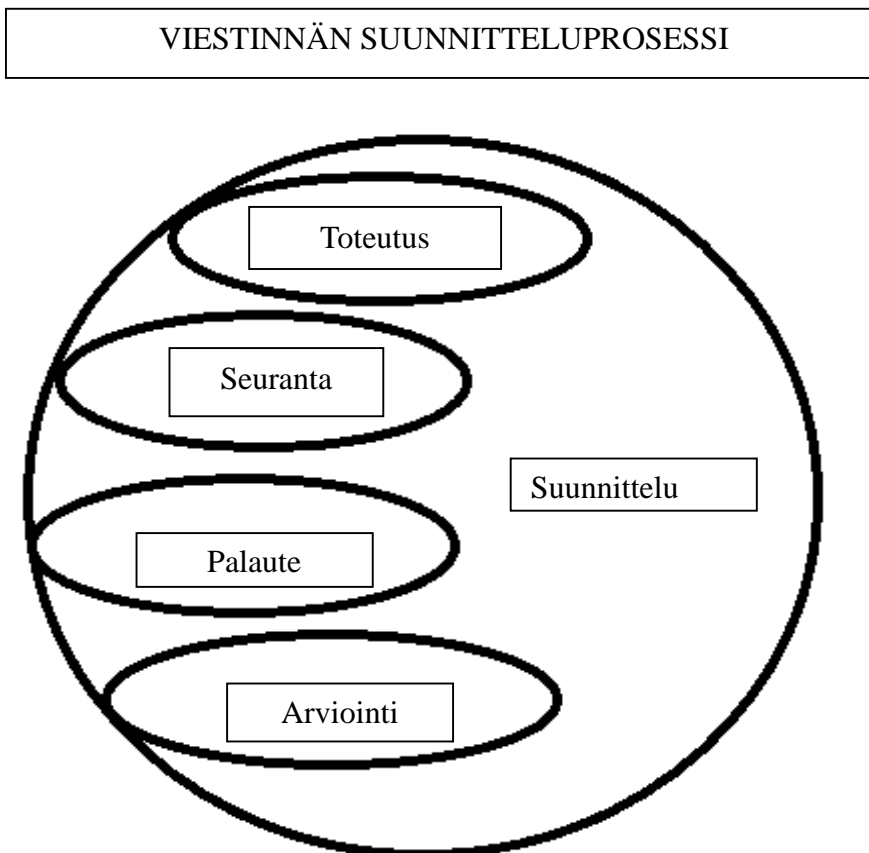 VIESTINNÄN SUUNNITTELUPROSESSI
Toteutus
Seuranta
Suunnittelu
Palaute
Arviointi